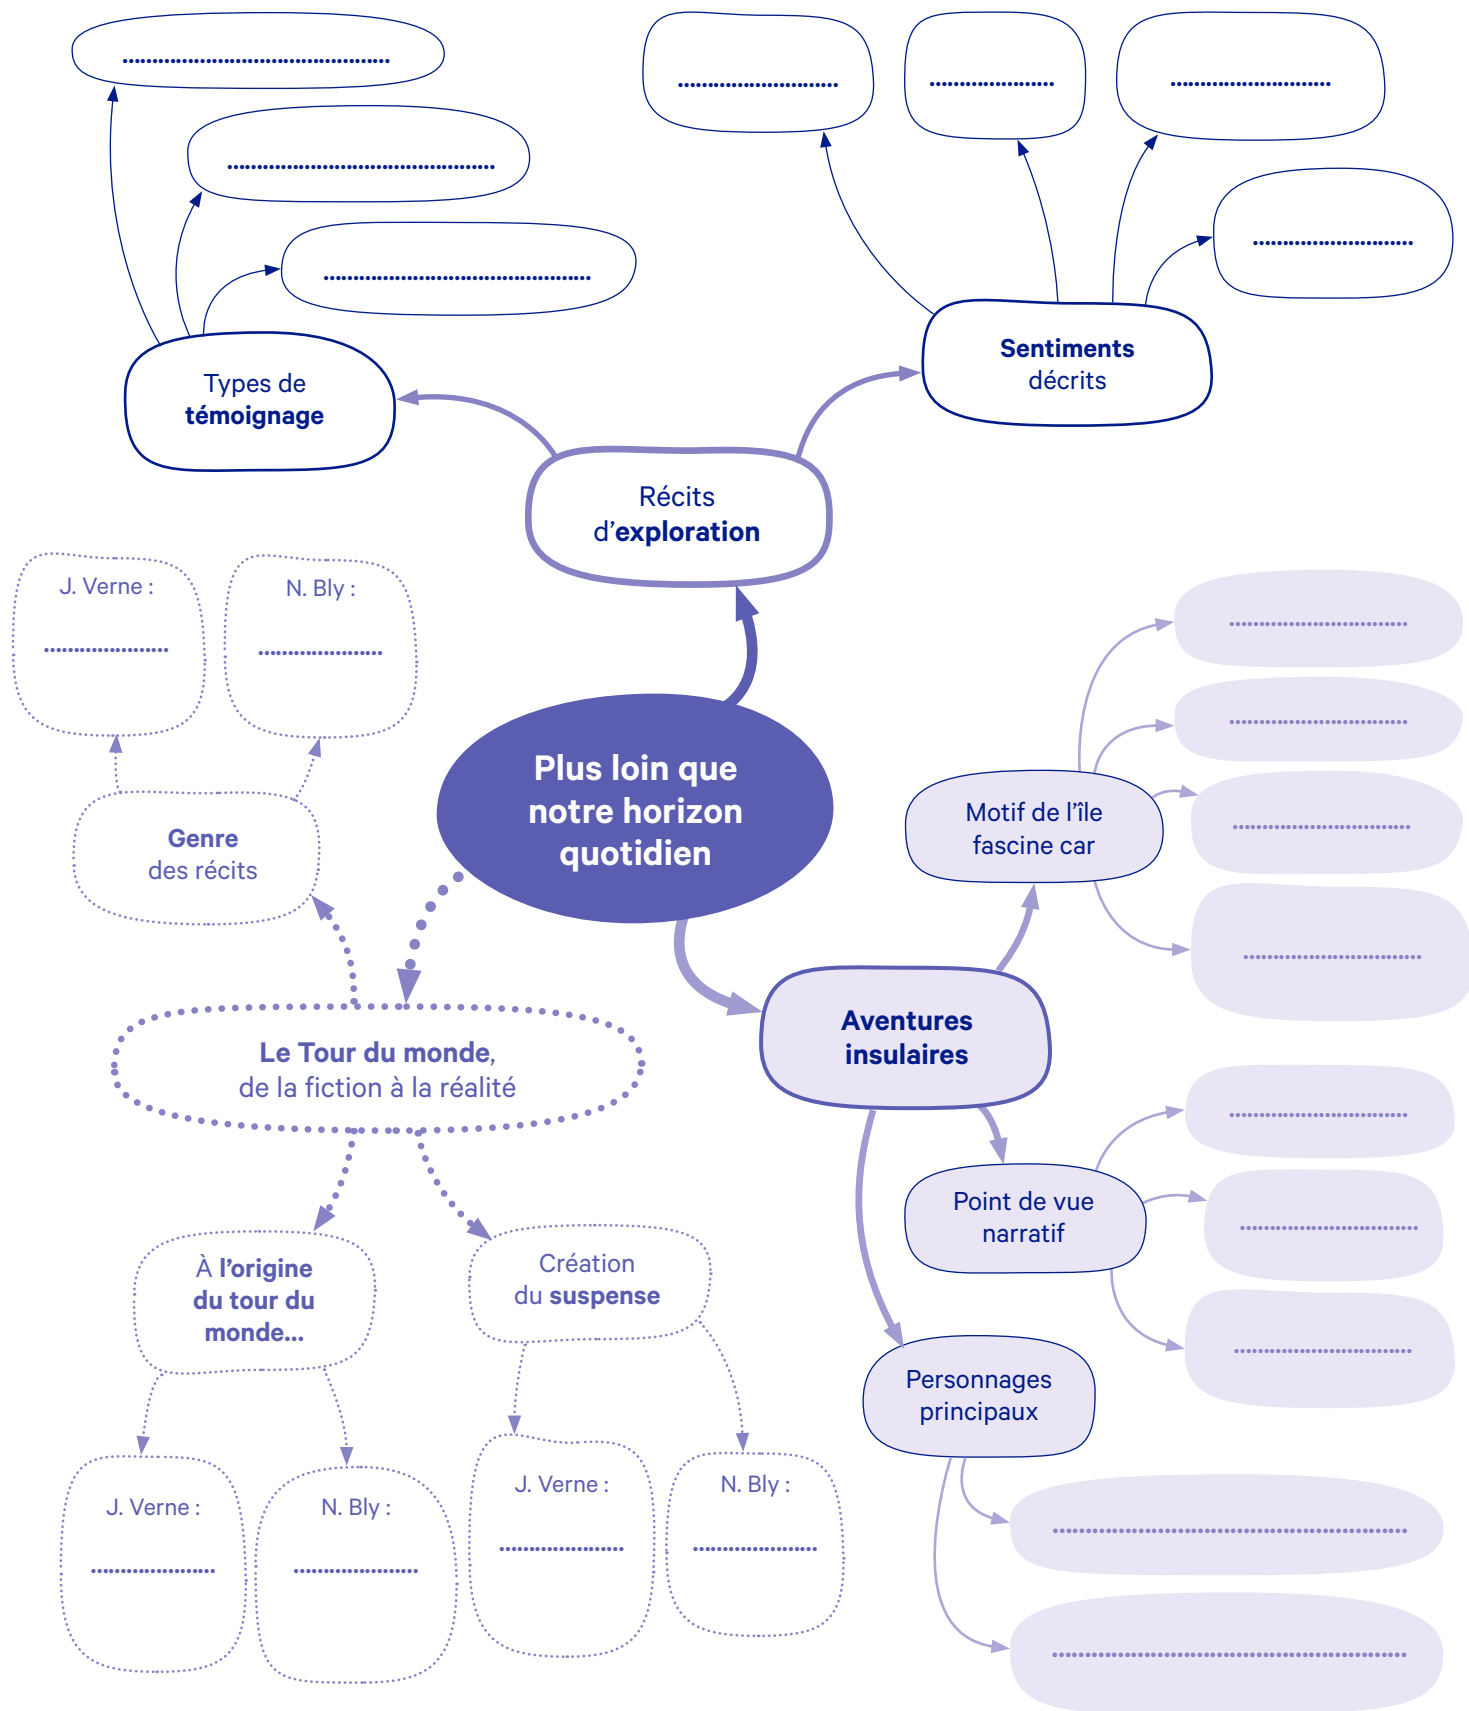 Types de
témoignage
Sentiments
décrits
Récits
d'exploration
J. Verne :
N. Bly :
Genre
des récits
Plus loin que
notre horizon
quotidien
Motif de l'île
fascine car
Le Tour du monde,
de la fiction à la réalité
Aventures
insulaires
Point de vue
narratif
À l'origine
du tour du
monde...
Création
du suspense
Personnages
principaux
J. Verne :
N. Bly :
J. Verne :
N. Bly :